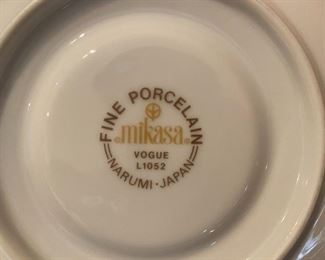 FINE PORCELAIN
mikasa
VOGUE
L1052
NARUMI · JAPAN